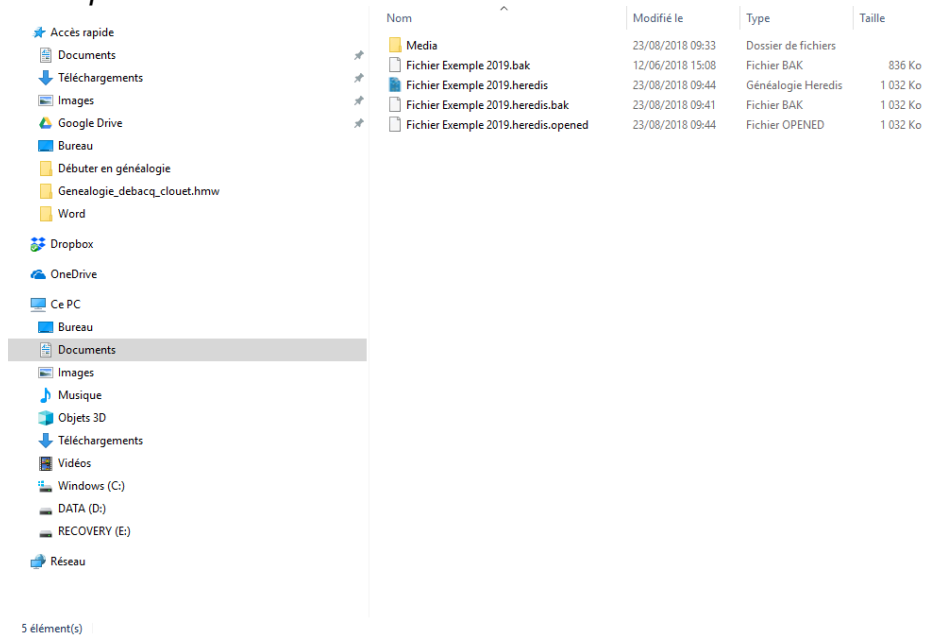 Nom Modifié le Type Taille
Accès rapide
Documents
Téléchargements
Images
Google Drive
Bureau
Débuter en généalogie
Genealogie_debacq_clouet.hmw
Word
Dropbox
OneDrive
Ce PC
Bureau
Documents
Images
Musique
Objets 3D
Téléchargements
Vidéos
Windows (C:)
DATA (D:)
RECOVERY (E:)
Réseau
Media 23/08/2018 09:33 Dossier de fichiers
Fichier Exemple 2019.bak 12/06/2018 15:08 Fichier BAK 836 Ko
Fichier Exemple 2019.heredis 23/08/2018 09:44 Généalogie Heredis 1 032 Ko
Fichier Exemple 2019.heredis.bak 23/08/2018 09:41 Fichier BAK 1 032 Ko
Fichier Exemple 2019.heredis.opened 23/08/2018 09:44 Fichier OPENED 1 032 Ko
5 élément(s)